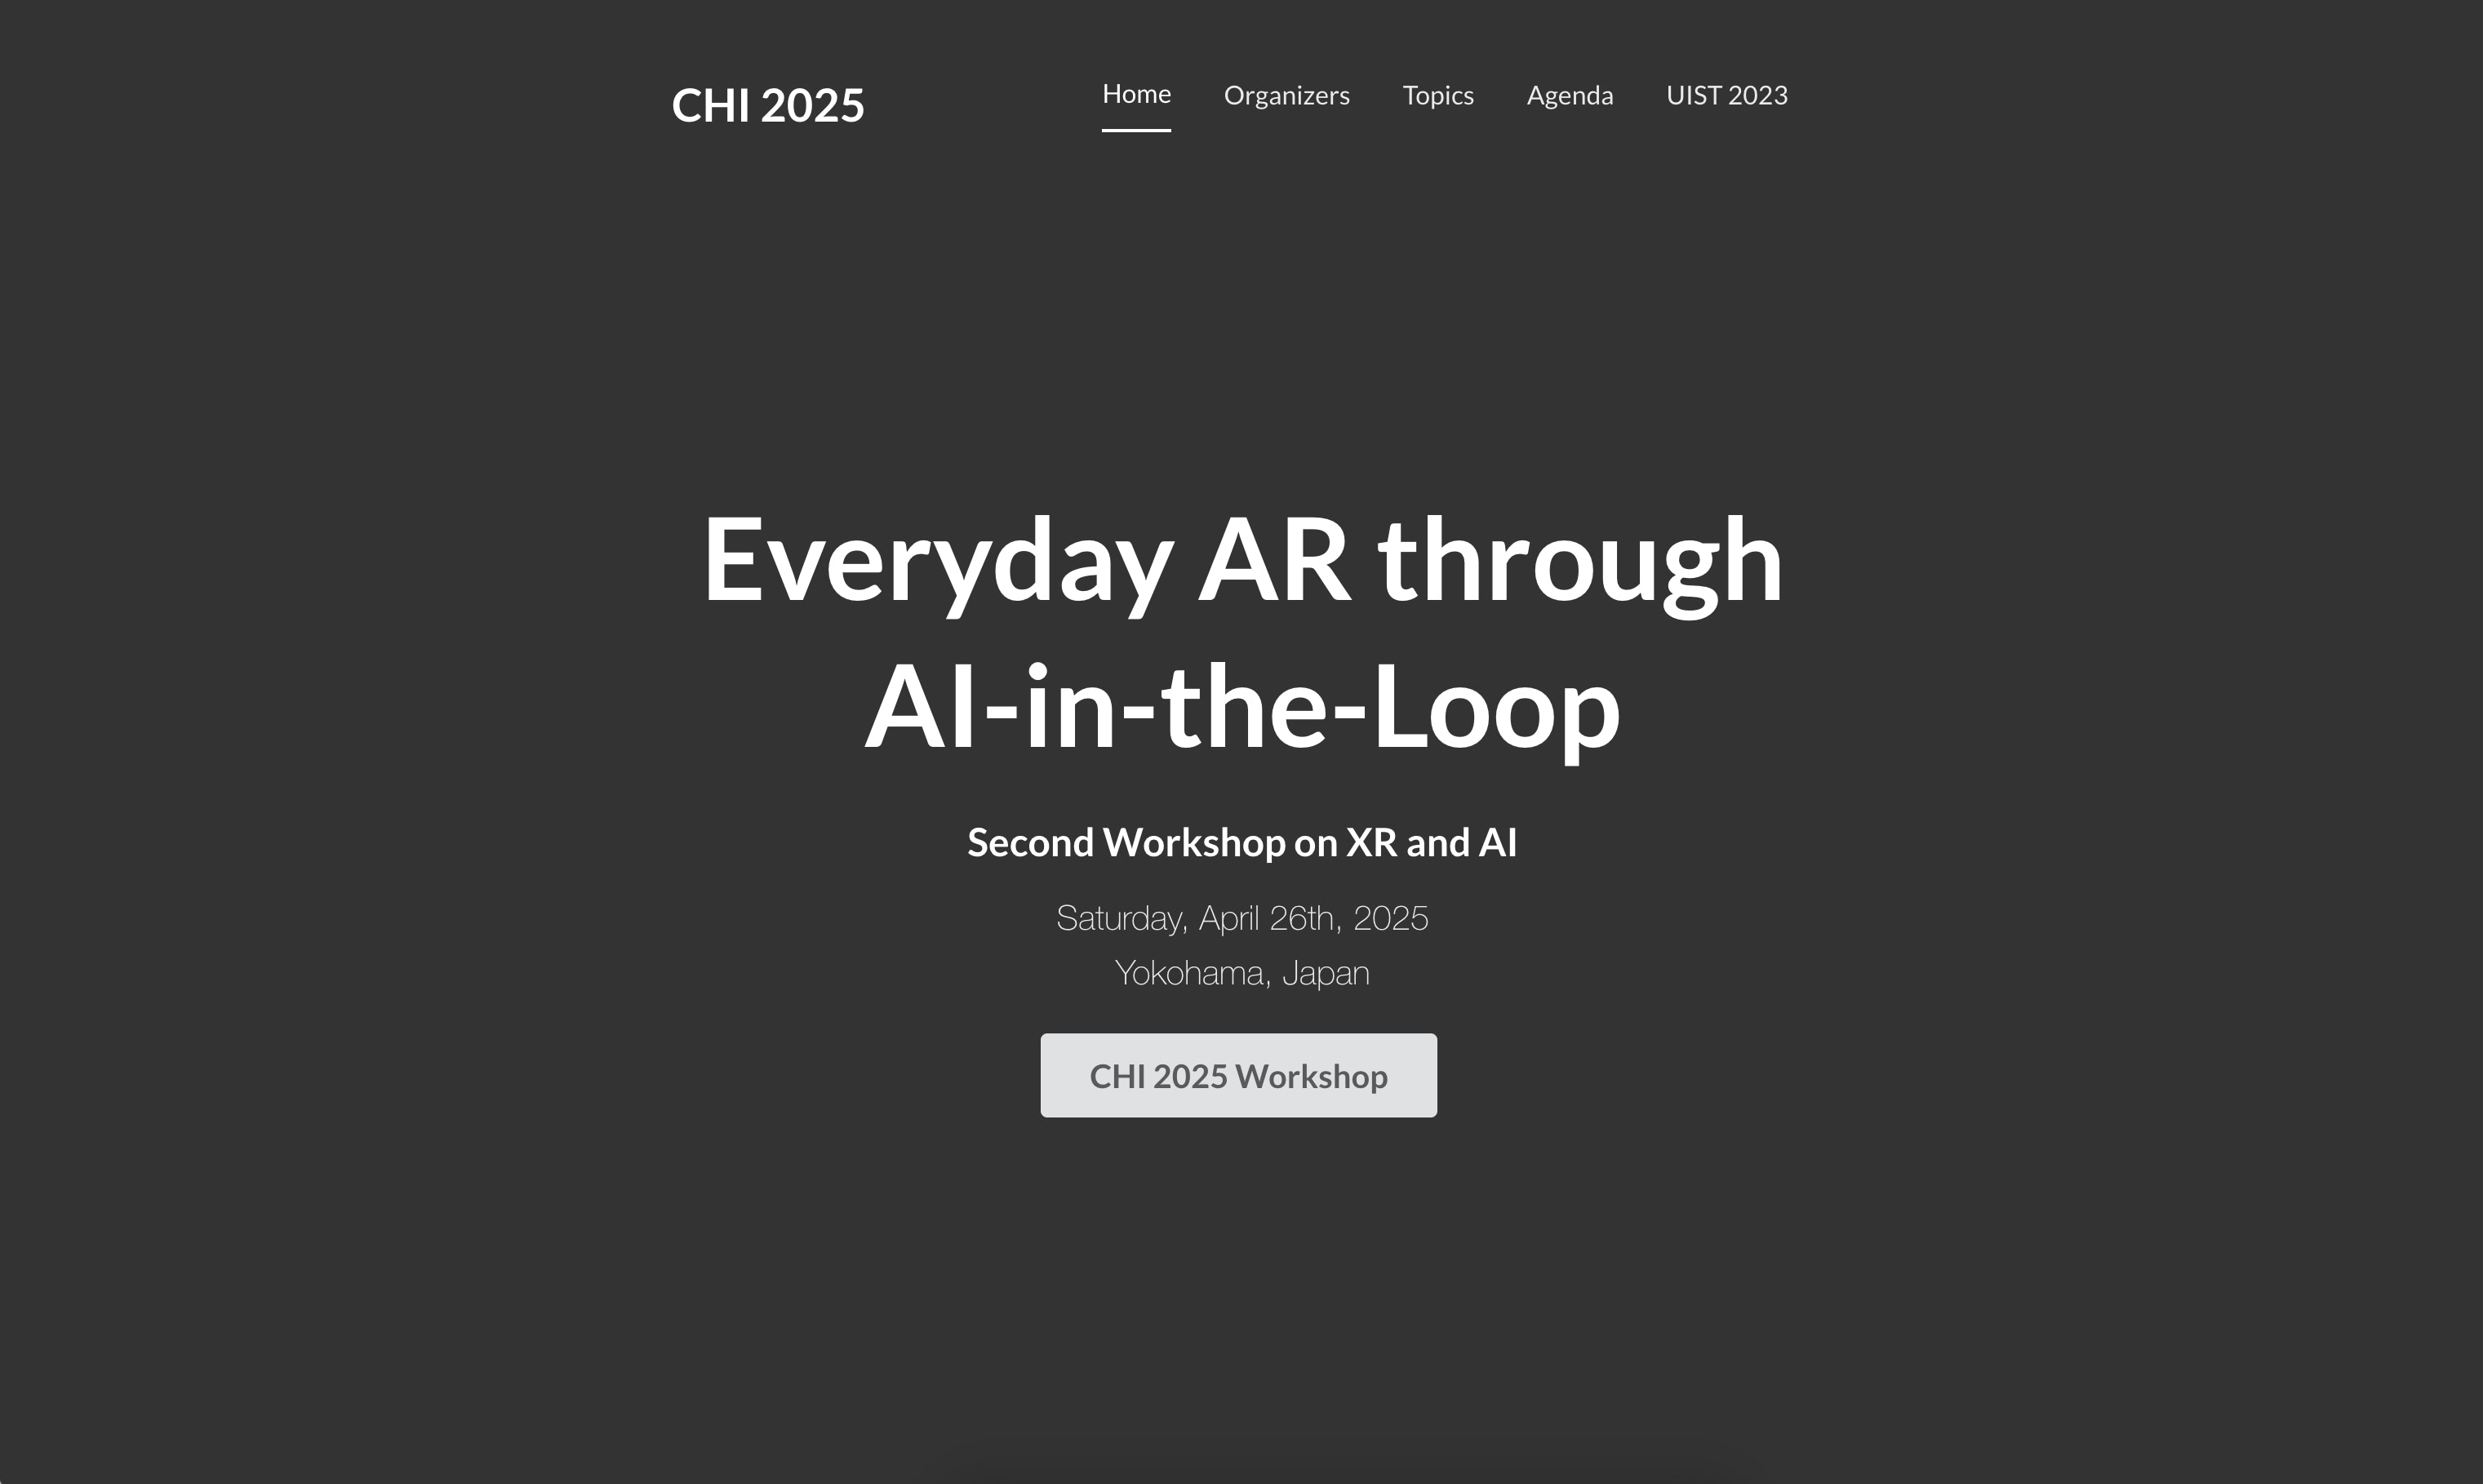 CHI 2025
Home Organizers Topics Agenda UIST 2023
Everyday AR through
AI-in-the-Loop
Second Workshop on XR and AI
Saturday, April 26th, 2025
Yokohama, Japan
CHI 2025 Workshop